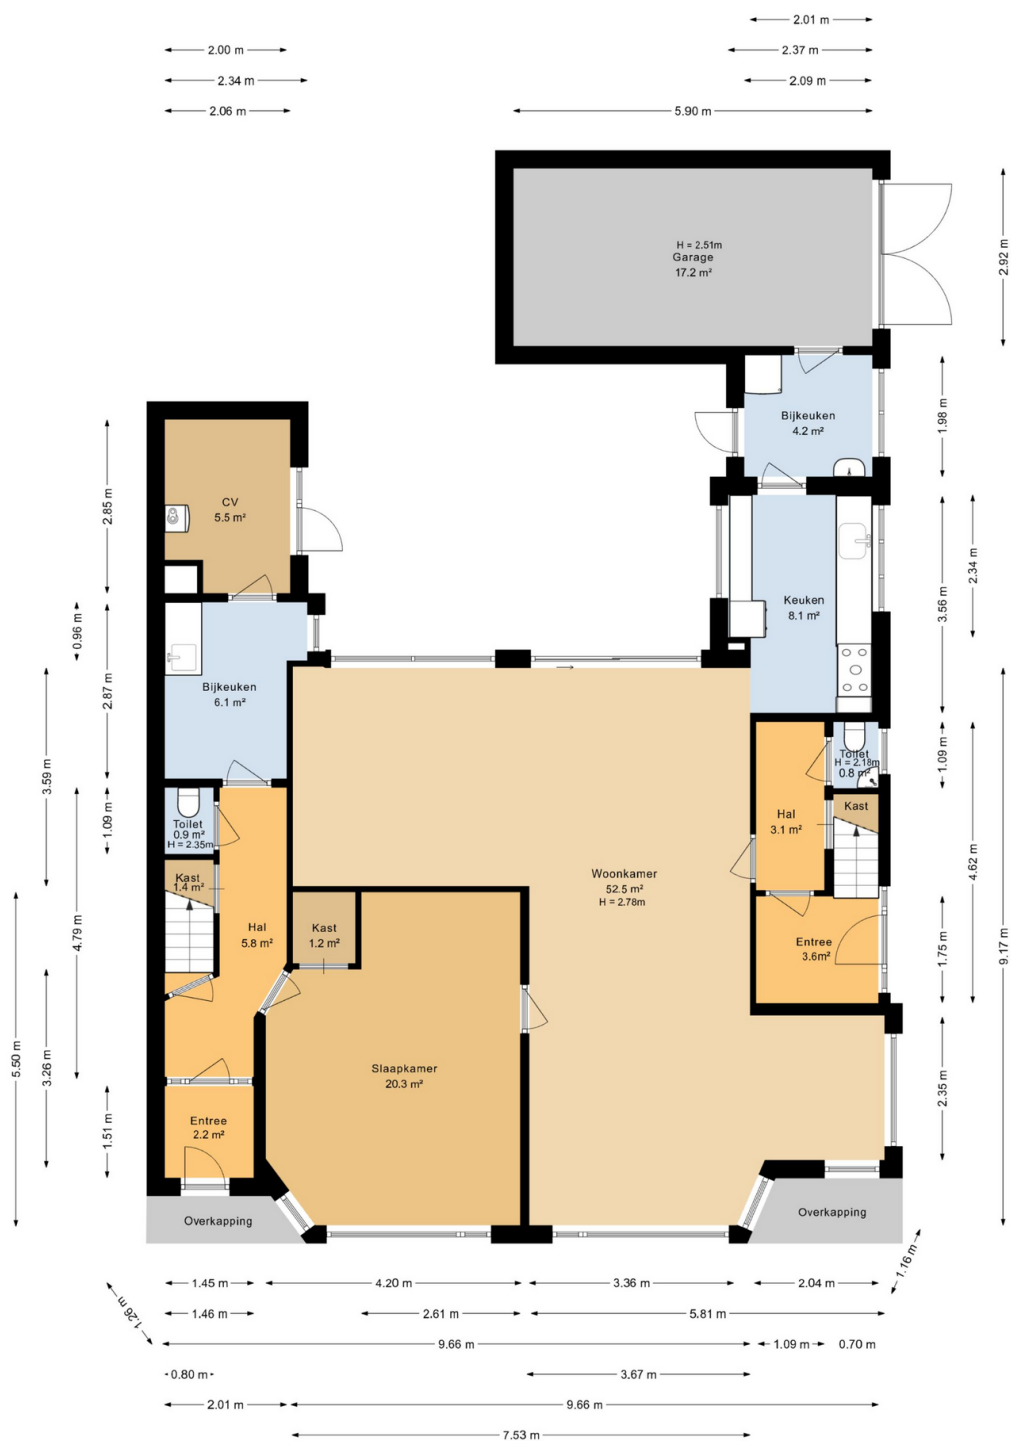 2.01 m
2.00 m
2.37 m
2.34 m
2.09 m
2.06 m
5.90 m
H = 2.51m
Garage
17.2 m²
2.92 m
Bijkeuken
4.2 m²
1.98 m
CV
5.5 m²
2.85 m
Keuken
8.1 m²
2.34 m
3.56 m
0.96 m
2.87 m
Bijkeuken
6.1 m²
3.59 m
Toilet
H = 2.18m
0.8 m²
1.09 m
Kast
Hal
3.1 m²
4.62 m
Toilet
0.9 m²
H = 2.35m
1.09 m
Kast
1.4 m²
Hal
5.8 m²
4.79 m
Kast
1.2 m²
Woonkamer
52.5 m²
H = 2.78m
Entree
3.6m²
1.75 m
9.17 m
5.50 m
3.26 m
Slaapkamer
20.3 m²
2.35 m
Entree
2.2 m²
1.51 m
Overkapping
Overkapping
1.16 m
1.26 m
1.45 m
4.20 m
3.36 m
2.04 m
1.46 m
2.61 m
5.81 m
9.66 m
1.09 m
0.70 m
0.80 m
3.67 m
2.01 m
9.66 m
7.53 m